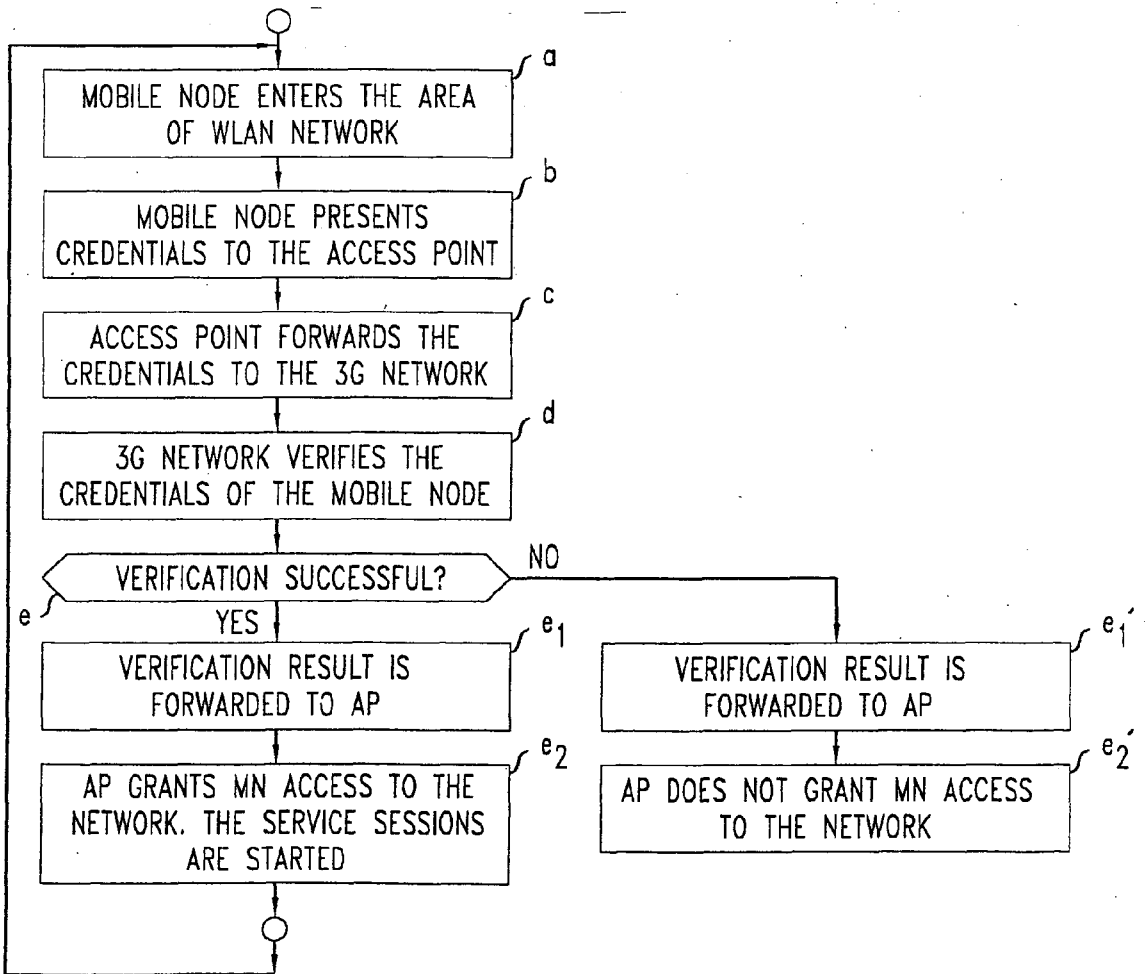 a
MOBILE NODE ENTERS THE AREA
OF WLAN NETWORK
b
MOBILE NODE PRESENTS
CREDENTIALS TO THE ACCESS POINT
c
ACCESS POINT FORWARDS THE
CREDENTIALS TO THE 3G NETWORK
d
3G NETWORK VERIFIES THE
CREDENTIALS OF THE MOBILE NODE
VERIFICATION SUCCESSFUL?
NO
e
YES
e1
VERIFICATION RESULT IS
FORWARDED TO AP
e1´
VERIFICATION RESULT IS
FORWARDED TO AP
e2
AP GRANTS MN ACCESS TO THE
NETWORK. THE SERVICE SESSIONS
ARE STARTED
e2´
AP DOES NOT GRANT MN ACCESS
TO THE NETWORK